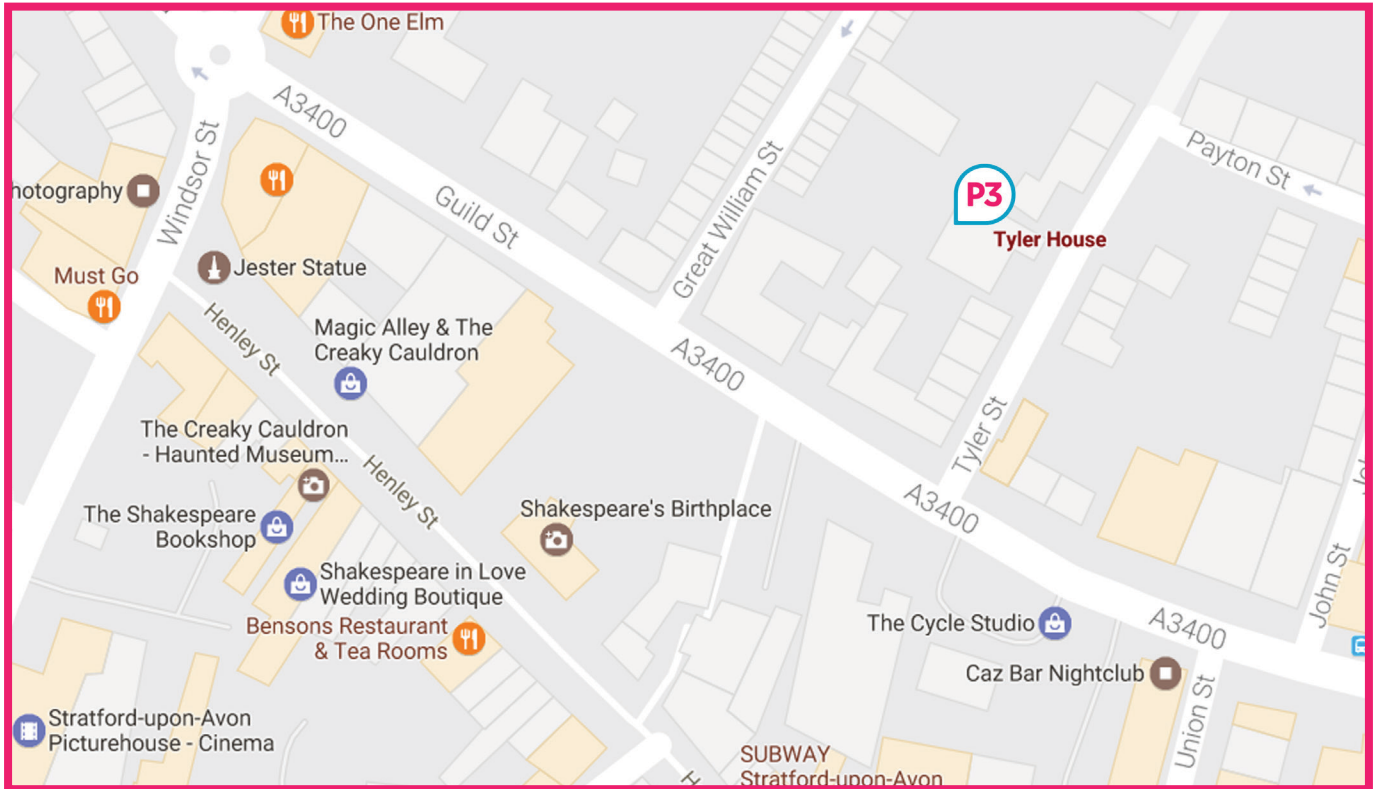 The One Elm
A3400
Payton St
hotography
Windsor St
Great William St
P3
Guild St
Tyler House
Jester Statue
Must Go
Henley St
Magic Alley & The
Creaky Cauldron
A3400
Tyler St
The Creaky Cauldron
- Haunted Museum...
Henley St
A3400
Shakespeare's Birthplace
The Shakespeare
Bookshop
Shakespeare in Love
Wedding Boutique
John St
The Cycle Studio
A3400
Bensons Restaurant
& Tea Rooms
Caz Bar Nightclub
Union St
Stratford-upon-Avon
Picturehouse - Cinema
SUBWAY
Stratford-upon-Avon